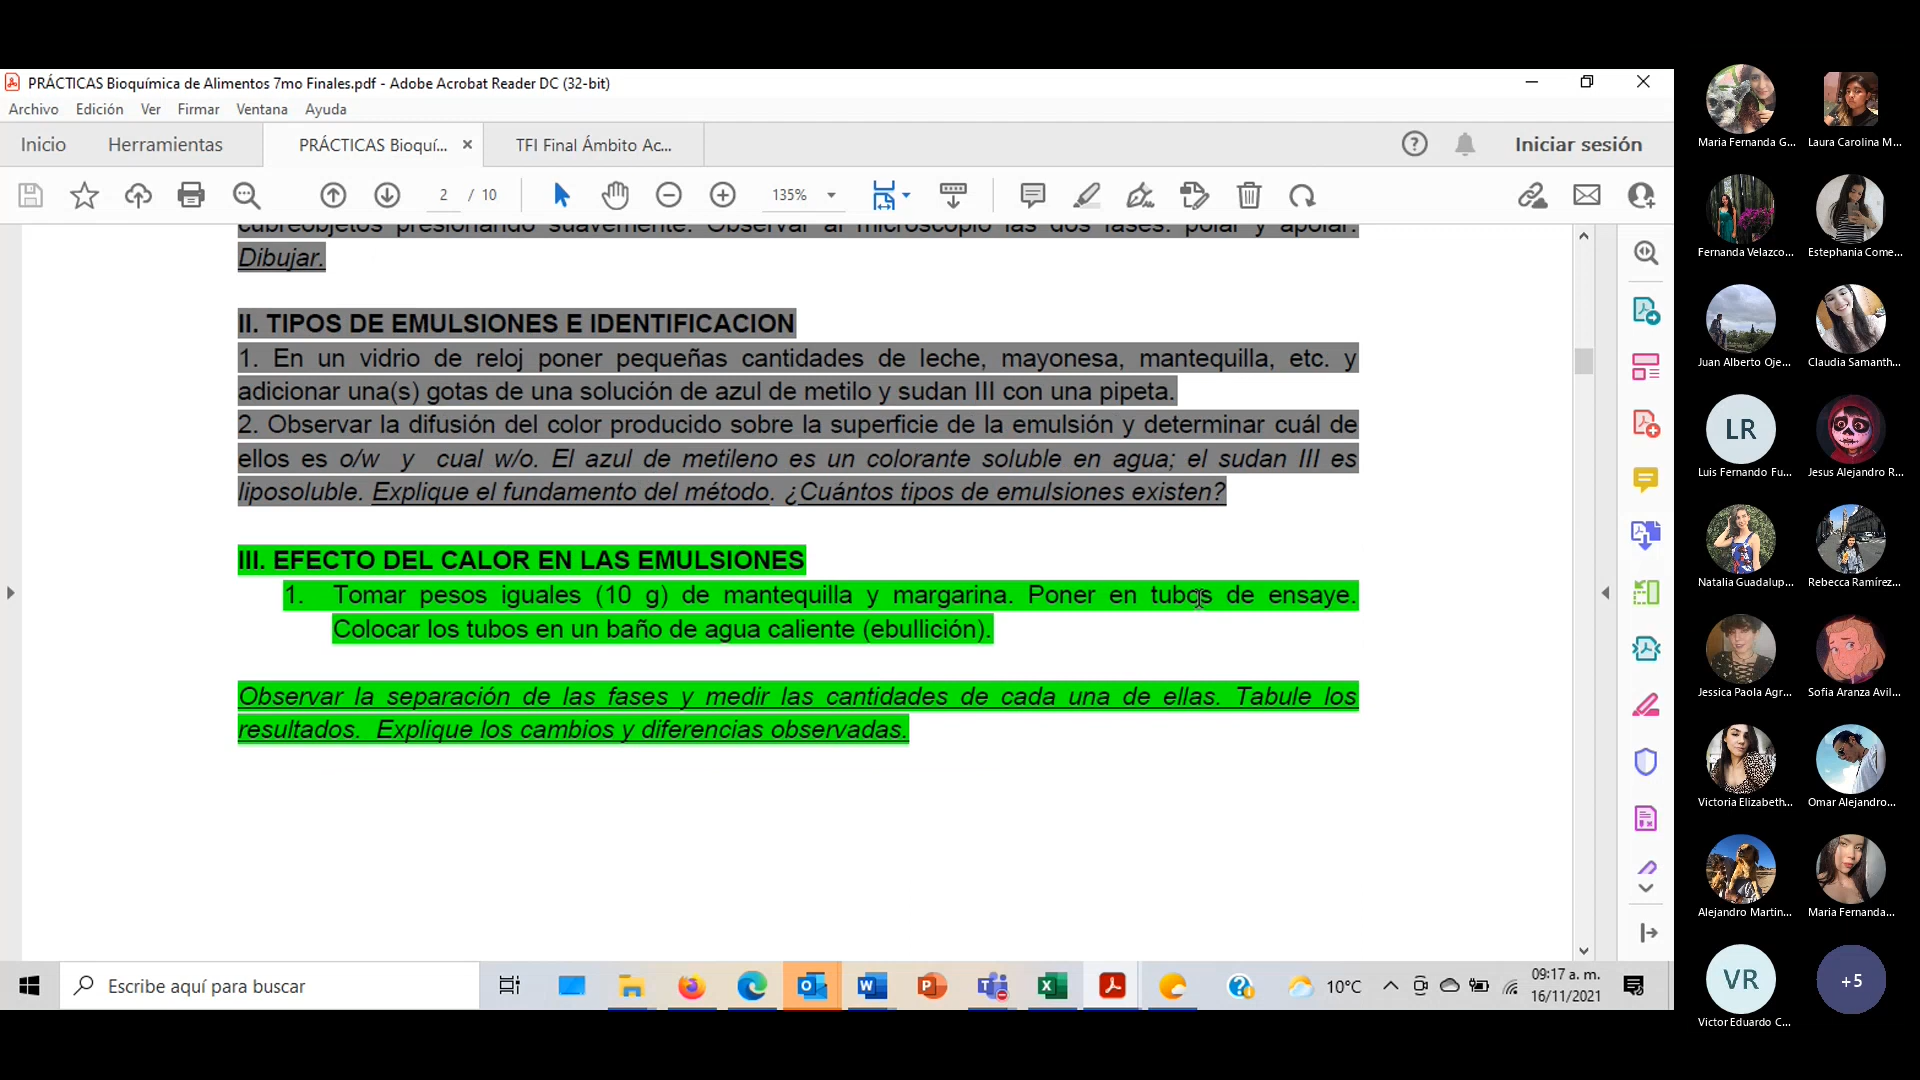 PRÁCTICAS Bioquímica de Alimentos 7mo Finales.pdf - Adobe Acrobat Reader DC (32-bit)
Archivo Edición Ver Firmar Ventana Ayuda
Inicio Herramientas PRÁCTICAS Bioquí... × TFI Final Ámbito Ac... Iniciar sesión
2 / 10 135%
cubreobjetos presionando suavemente. Observar al microscopio las dos fases: polar y apolar.
Dibujar.
II. TIPOS DE EMULSIONES E IDENTIFICACION
1. En un vidrio de reloj poner pequeñas cantidades de leche, mayonesa, mantequilla, etc. y
adicionar una(s) gotas de una solución de azul de metilo y sudan III con una pipeta.
2. Observar la difusión del color producido sobre la superficie de la emulsión y determinar cuál de
ellos es o/w y cual w/o. El azul de metileno es un colorante soluble en agua; el sudan III es
liposoluble. Explique el fundamento del método. ¿Cuántos tipos de emulsiones existen?
III. EFECTO DEL CALOR EN LAS EMULSIONES
1. Tomar pesos iguales (10 g) de mantequilla y margarina. Poner en tubos de ensaye.
Colocar los tubos en un baño de agua caliente (ebullición).
Observar la separación de las fases y medir las cantidades de cada una de ellas. Tabule los
resultados. Explique los cambios y diferencias observadas.
Escribe aquí para buscar
10°C
09:17 a. m.
16/11/2021
Maria Fernanda G... Laura Carolina M...
Fernanda Velazco... Estephania Come...
Juan Alberto Oje... Claudia Samanth...
LR
Luis Fernando Fu... Jesus Alejandro R...
Natalia Guadalup... Rebecca Ramírez...
Jessica Paola Agr... Sofia Aranza Avil...
Victoria Elizabeth... Omar Alejandro...
Alejandro Martin... Maria Fernanda...
VR +5
Victor Eduardo C...